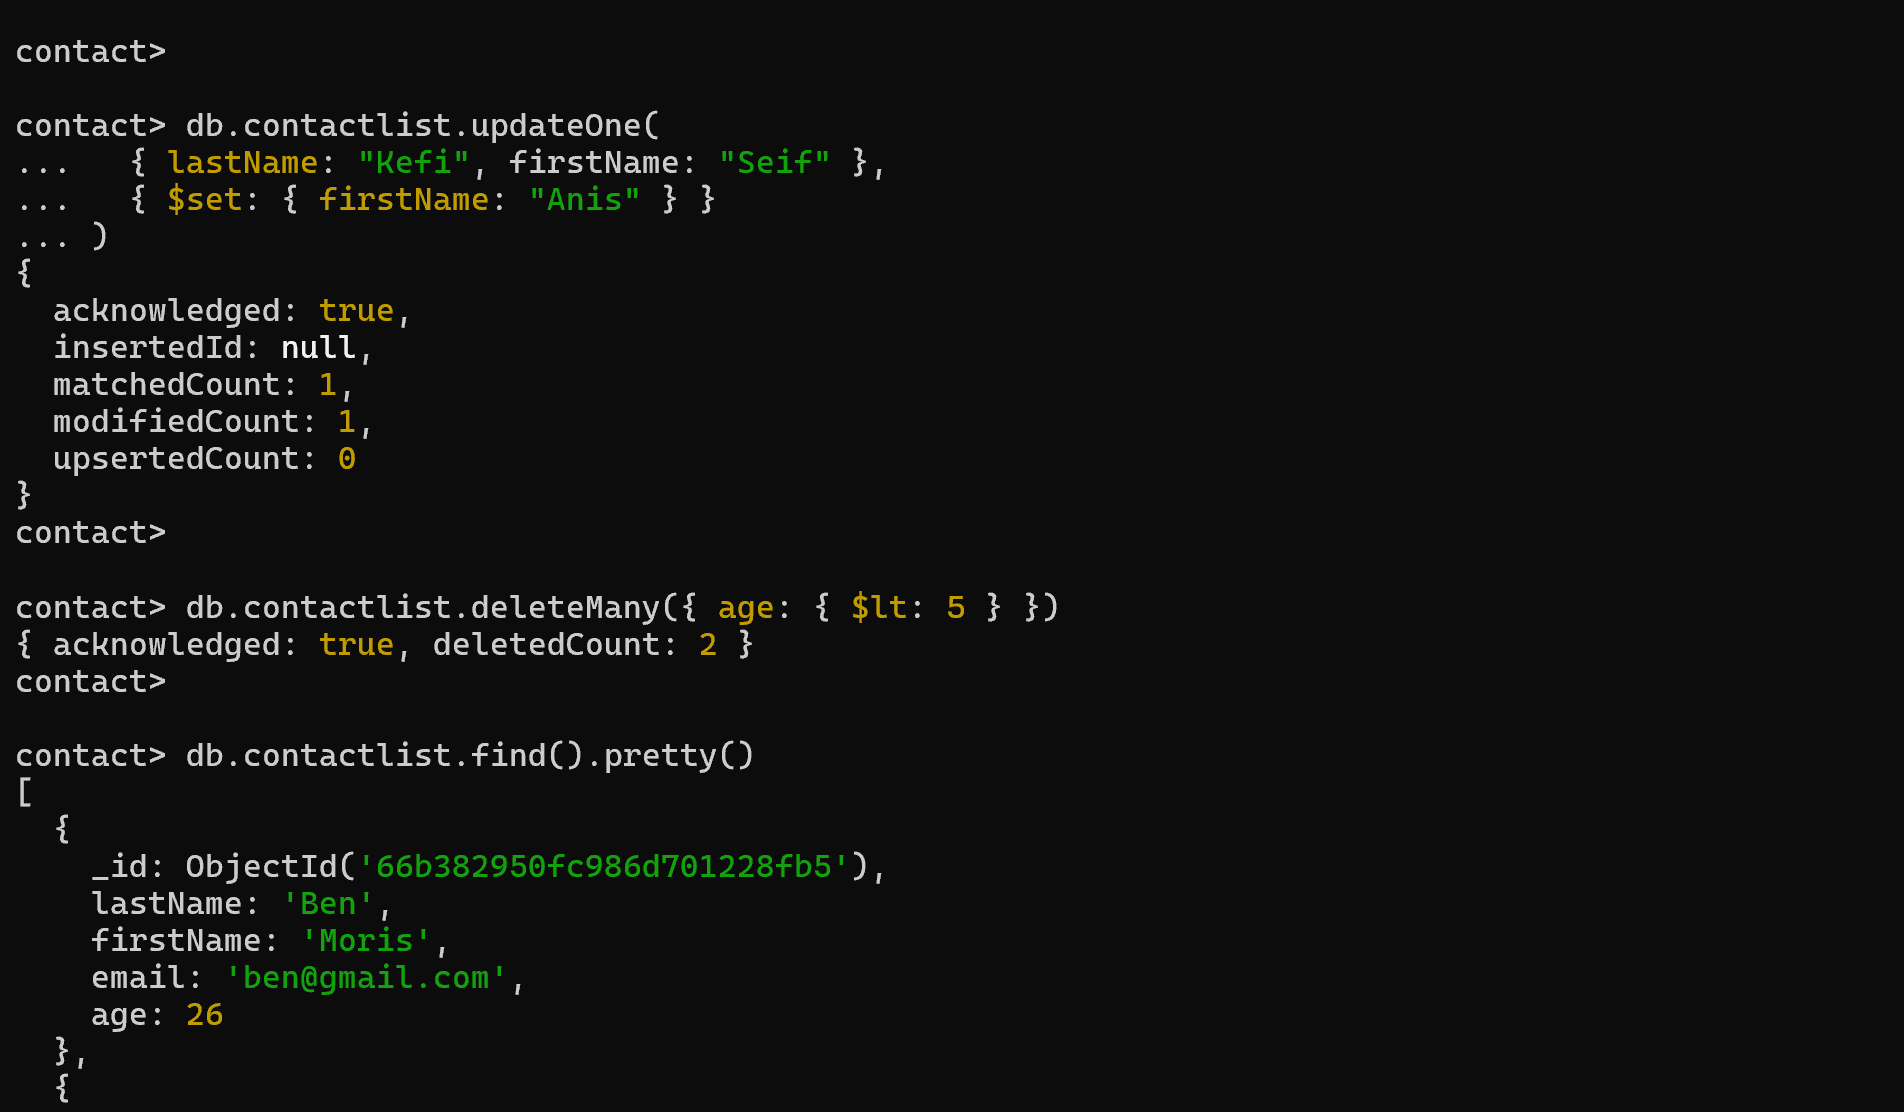 contact>

contact> db.contactlist.updateOne(
...   { lastName: "Kefi", firstName: "Seif" },
...   { $set: { firstName: "Anis" } }
... )
{
  acknowledged: true,
  insertedId: null,
  matchedCount: 1,
  modifiedCount: 1,
  upsertedCount: 0
}
contact>

contact> db.contactlist.deleteMany({ age: { $lt: 5 } })
{ acknowledged: true, deletedCount: 2 }
contact>

contact> db.contactlist.find().pretty()
[
  {
    _id: ObjectId('66b382950fc986d701228fb5'),
    lastName: 'Ben',
    firstName: 'Moris',
    email: 'ben@gmail.com',
    age: 26
  },
  {